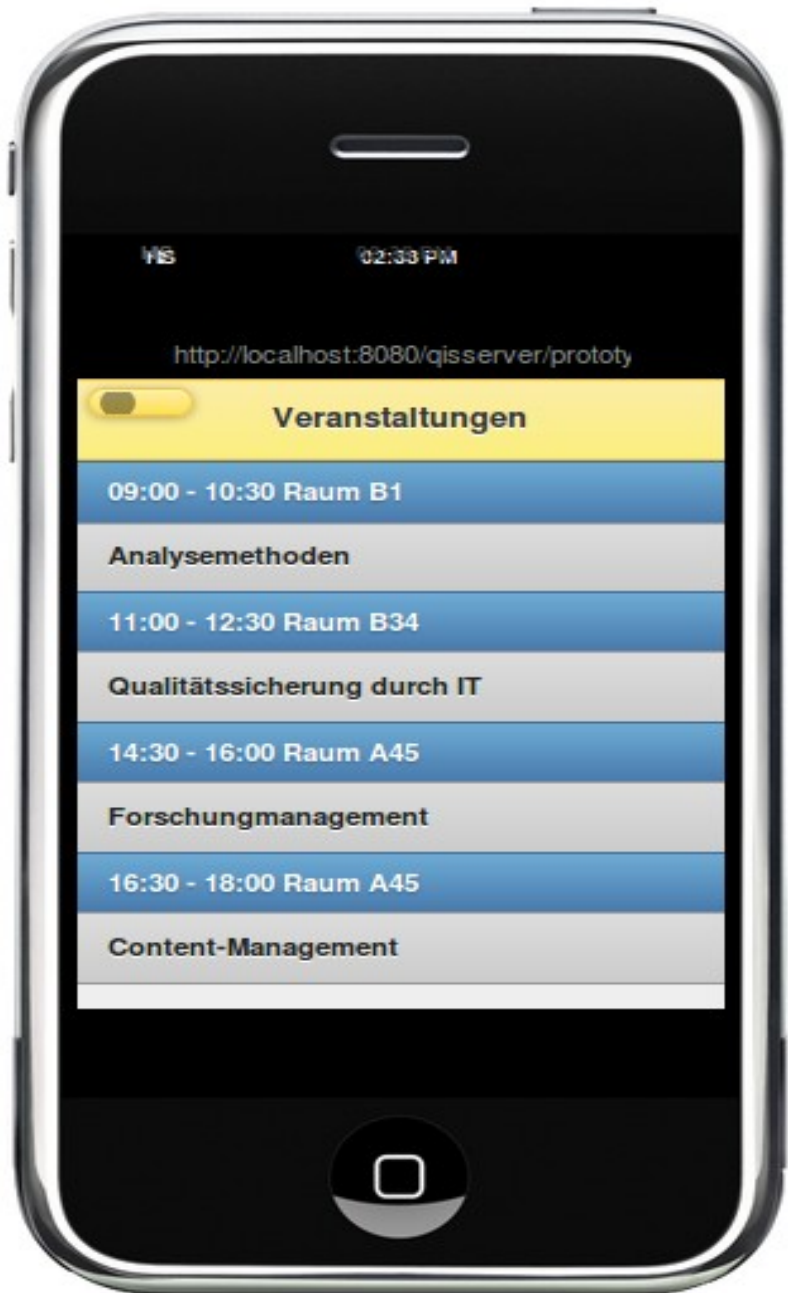 02:33 PM
http://localhost:8080/qisserver/prototy
Veranstaltungen
09:00 - 10:30 Raum B1
Analysemethoden
11:00 - 12:30 Raum B34
Qualitätssicherung durch IT
14:30 - 16:00 Raum A45
Forschungmanagement
16:30 - 18:00 Raum A45
Content-Management